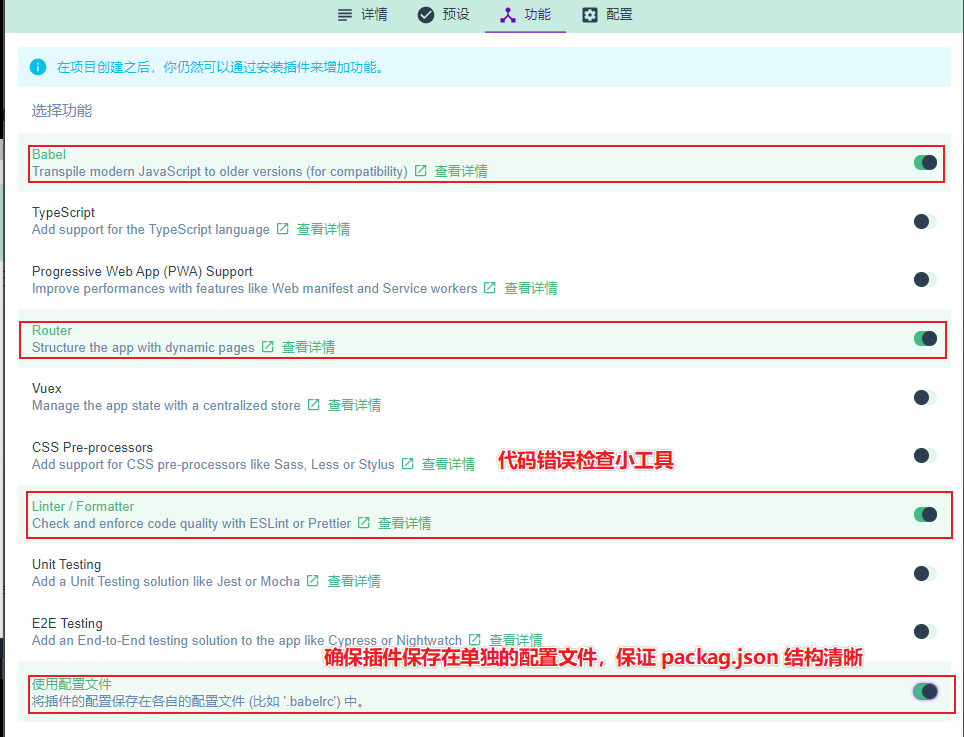 详情 预设 功能 配置
在项目创建之后，你仍然可以通过安装插件来增加功能。
选择功能
Babel
Transpile modern JavaScript to older versions (for compatibility) 查看详情
TypeScript
Add support for the TypeScript language 查看详情
Progressive Web App (PWA) Support
Improve performances with features like Web manifest and Service workers 查看详情
Router
Structure the app with dynamic pages 查看详情
Vuex
Manage the app state with a centralized store 查看详情
CSS Pre-processors
Add support for CSS pre-processors like Sass, Less or Stylus 查看详情
代码错误检查小工具
Linter / Formatter
Check and enforce code quality with ESLint or Prettier 查看详情
Unit Testing
Add a Unit Testing solution like Jest or Mocha 查看详情
E2E Testing
Add an End-to-End testing solution to the app like Cypress or Nightwatch 查看详情
确保插件保存在单独的配置文件，保证 packag.json 结构清晰
使用配置文件
将插件的配置保存在各自的配置文件 (比如 '.babelrc') 中。